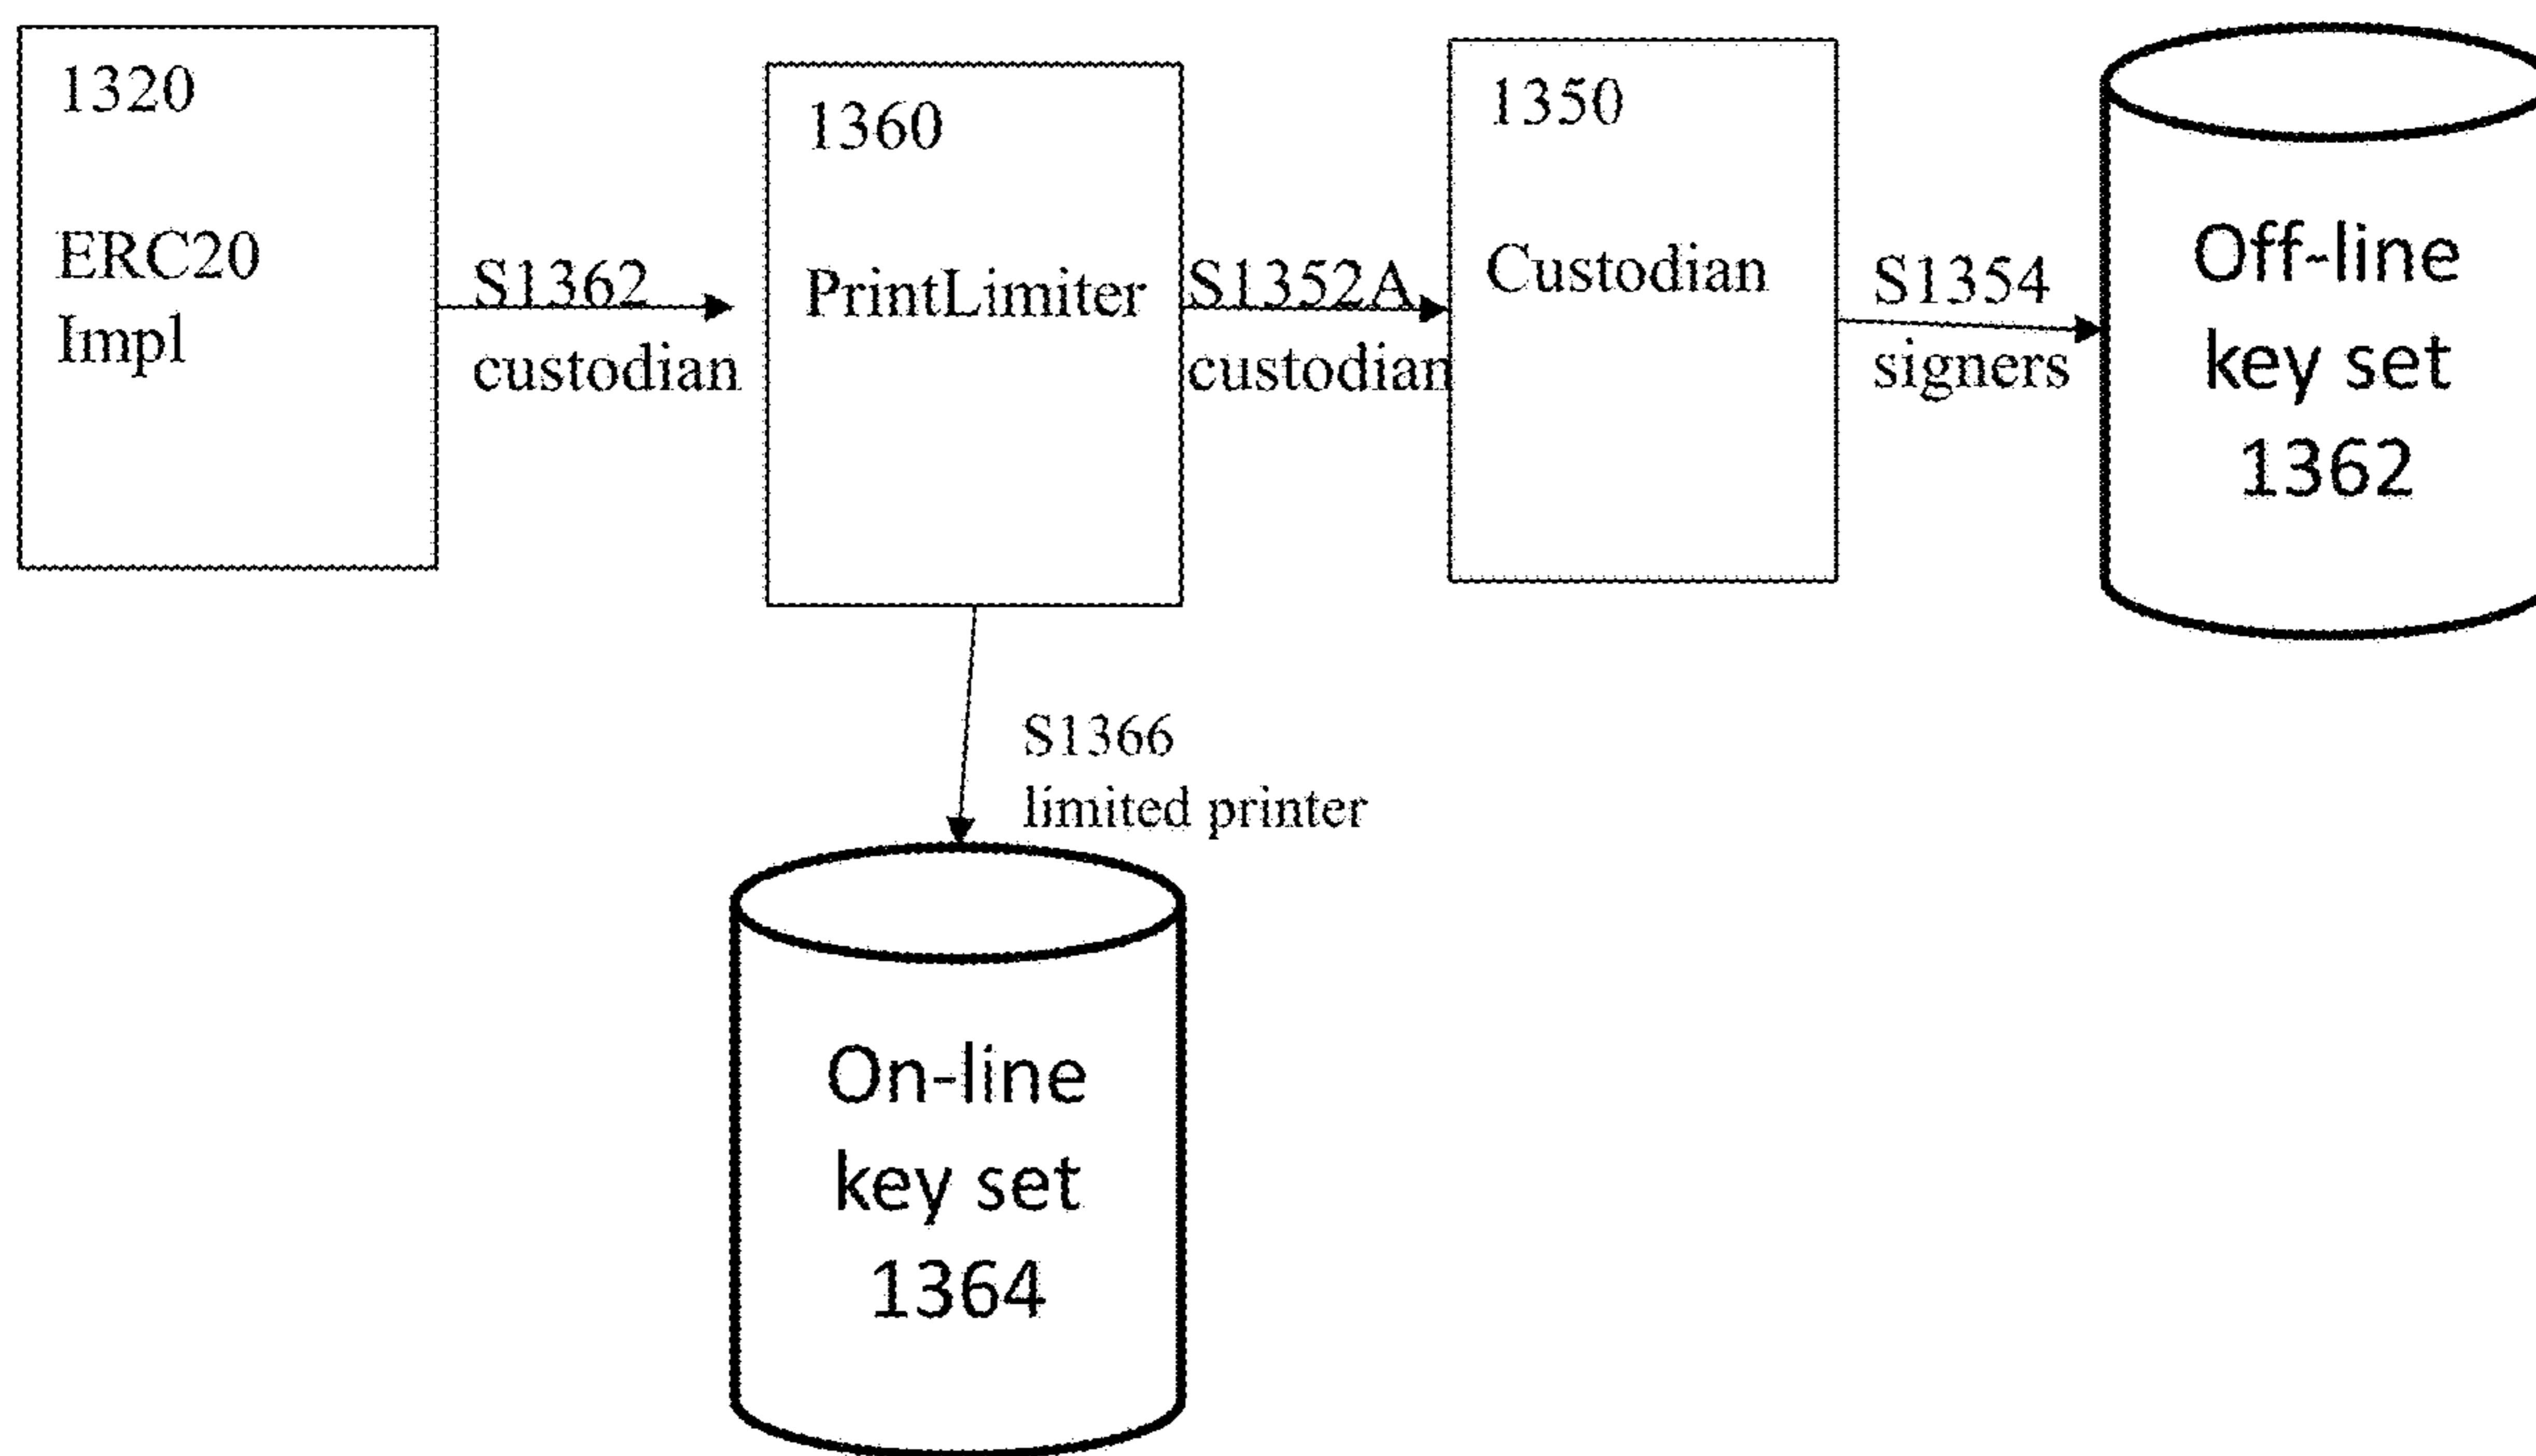 1320
ERC20
Impl
S1362
custodian
1360
PrintLimiter
S1352A
custodian
1350
Custodian
S1354
signers
Off-line
key set
1362
S1366
limited printer
On-line
key set
1364